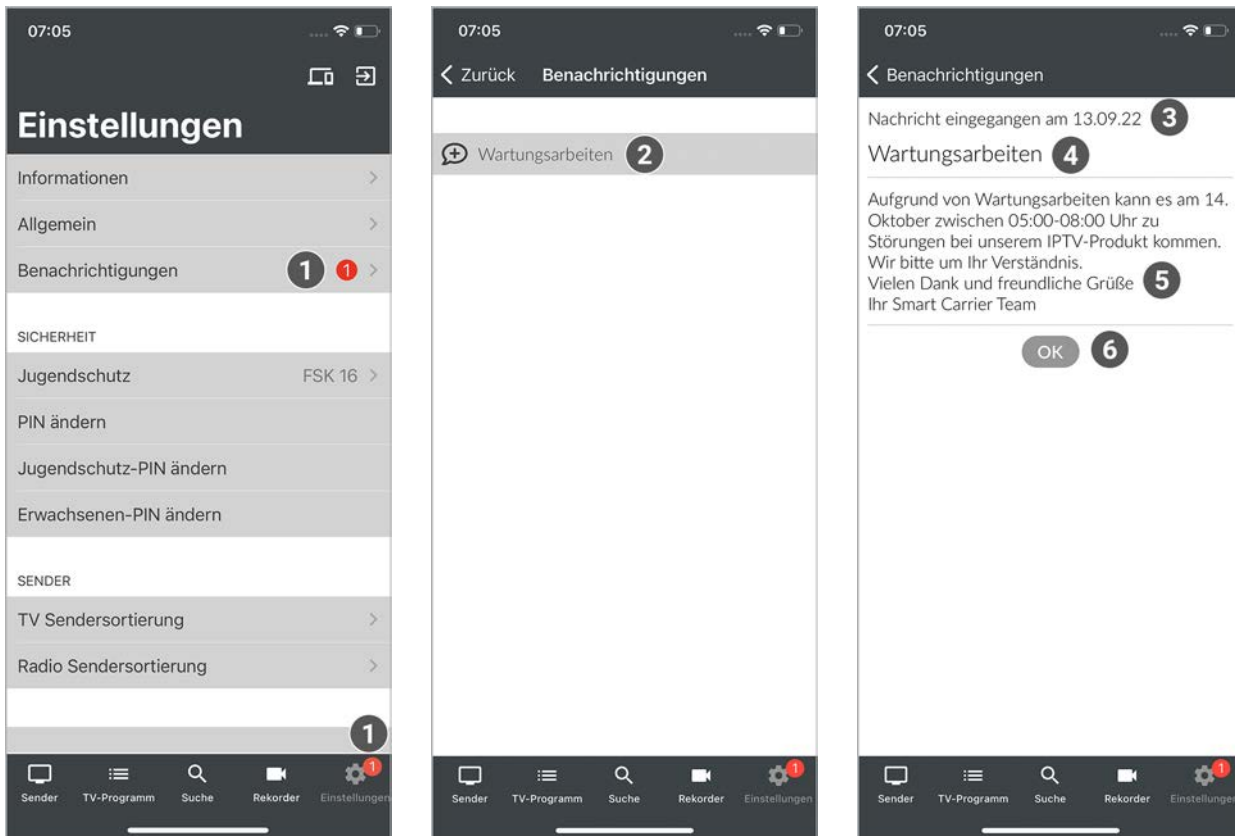 07:05
Einstellungen
Informationen
Allgemein
Benachrichtigungen 1 1
SICHERHEIT
Jugendschutz FSK 16
PIN ändern
Jugendschutz-PIN ändern
Erwachsenen-PIN ändern
SENDER
TV Sendersortierung
Radio Sendersortierung
1
1
Sender TV-Programm Suche Rekorder Einstellungen
07:05
Zurück Benachrichtigungen
Wartungsarbeiten 2
1
Sender TV-Programm Suche Rekorder Einstellungen
07:05
Benachrichtigungen
Nachricht eingegangen am 13.09.22 3
Wartungsarbeiten 4
Aufgrund von Wartungsarbeiten kann es am 14.
Oktober zwischen 05:00-08:00 Uhr zu
Störungen bei unserem IPTV-Produkt kommen.
Wir bitte um Ihr Verständnis.
Vielen Dank und freundliche Grüße 5
Ihr Smart Carrier Team
OK 6
1
Sender TV-Programm Suche Rekorder Einstellungen